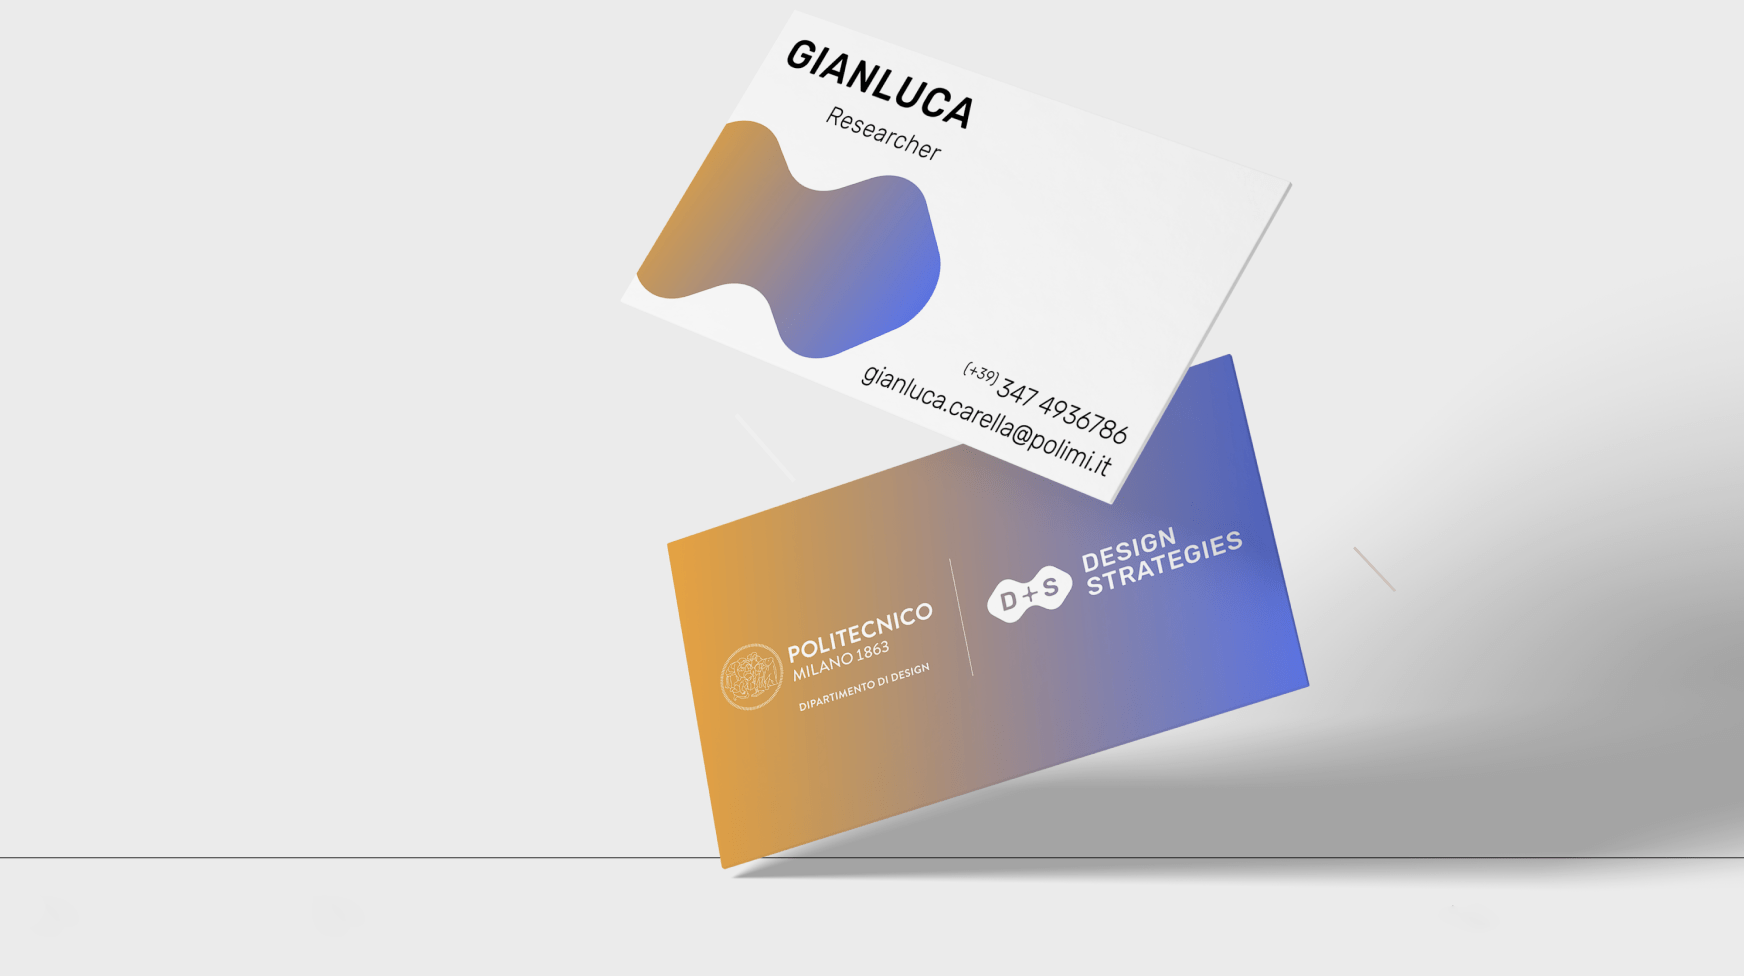 GIANLUCA
Researcher
(+39) 347 4936786
gianluca.carella@polimi.it
POLITECNICO
MILANO 1863
DIPARTIMENTO DI DESIGN
D+S
DESIGN
STRATEGIES